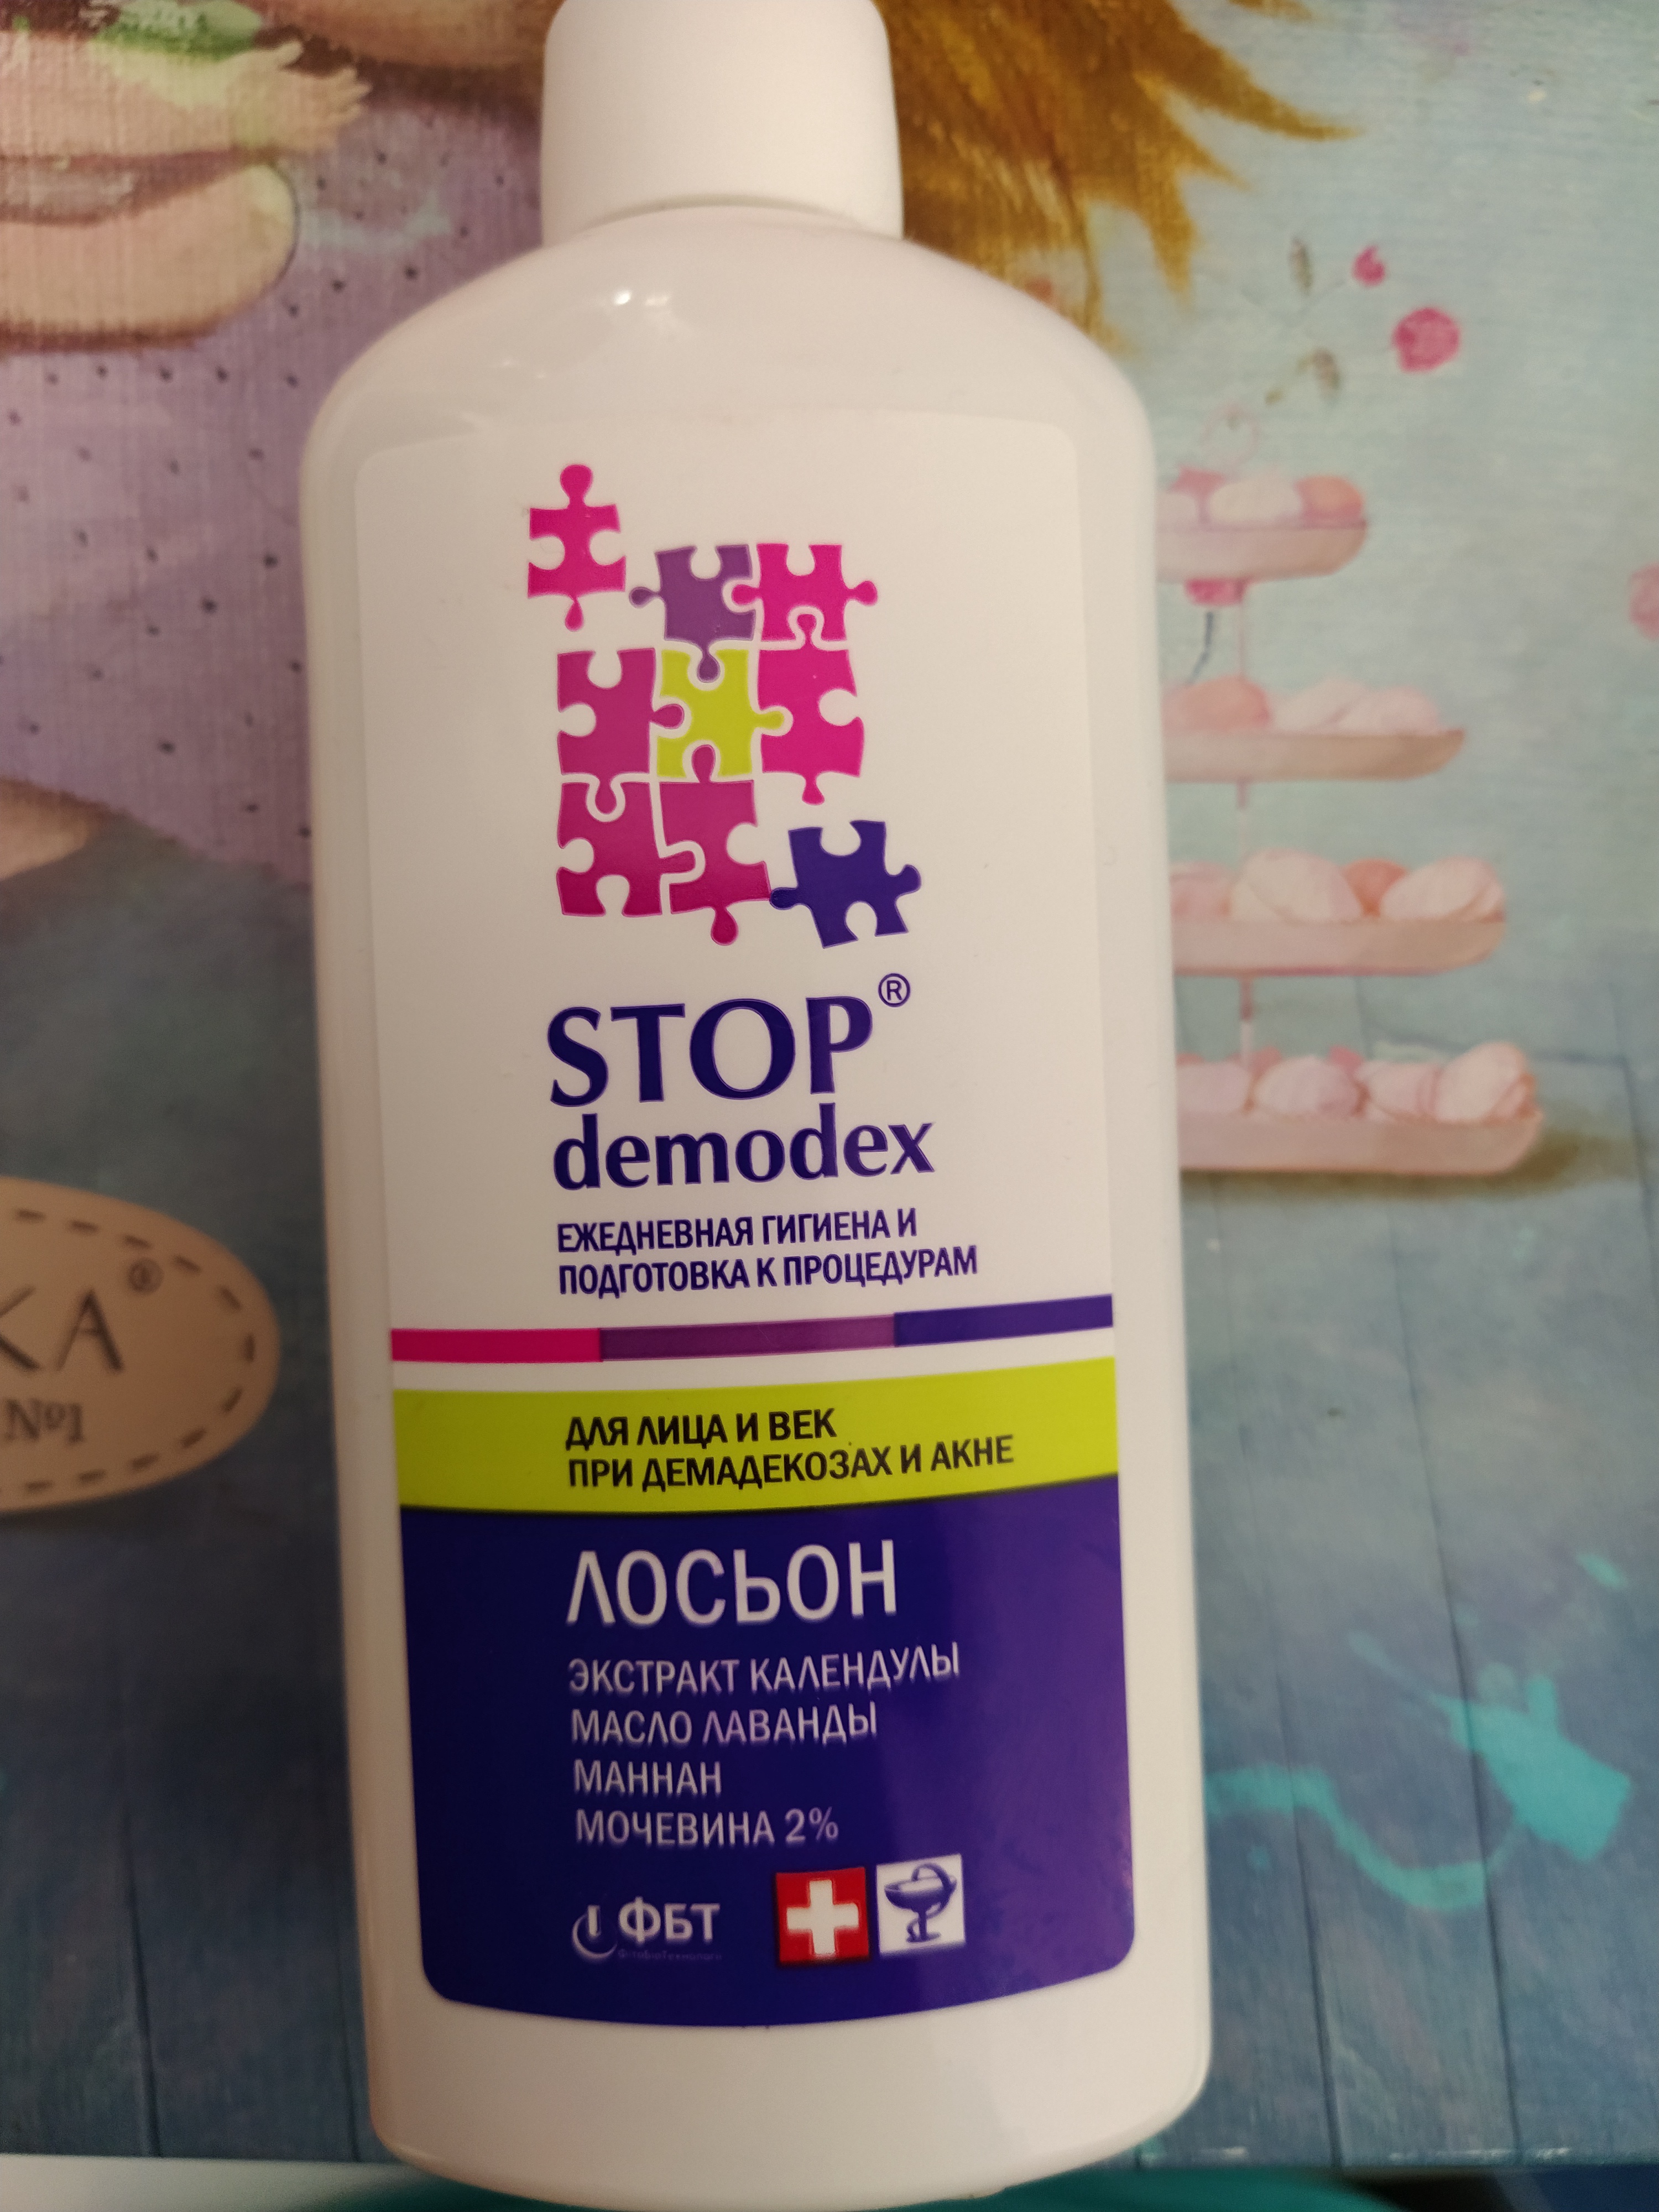 STOP®
demodex
ЕЖЕДНЕВНАЯ ГИГИЕНА И
ПОДГОТОВКА К ПРОЦЕДУРАМ
ДЛЯ ЛИЦА И ВЕК
ПРИ ДЕМАДЕКОЗАХ И АКНЕ
ЛОСЬОН
ЭКСТРАКТ КАЛЕНДУЛЫ
МАСЛО ЛАВАНДЫ
МАННАН
МОЧЕВИНА 2%
ФБТ
КА®
№1